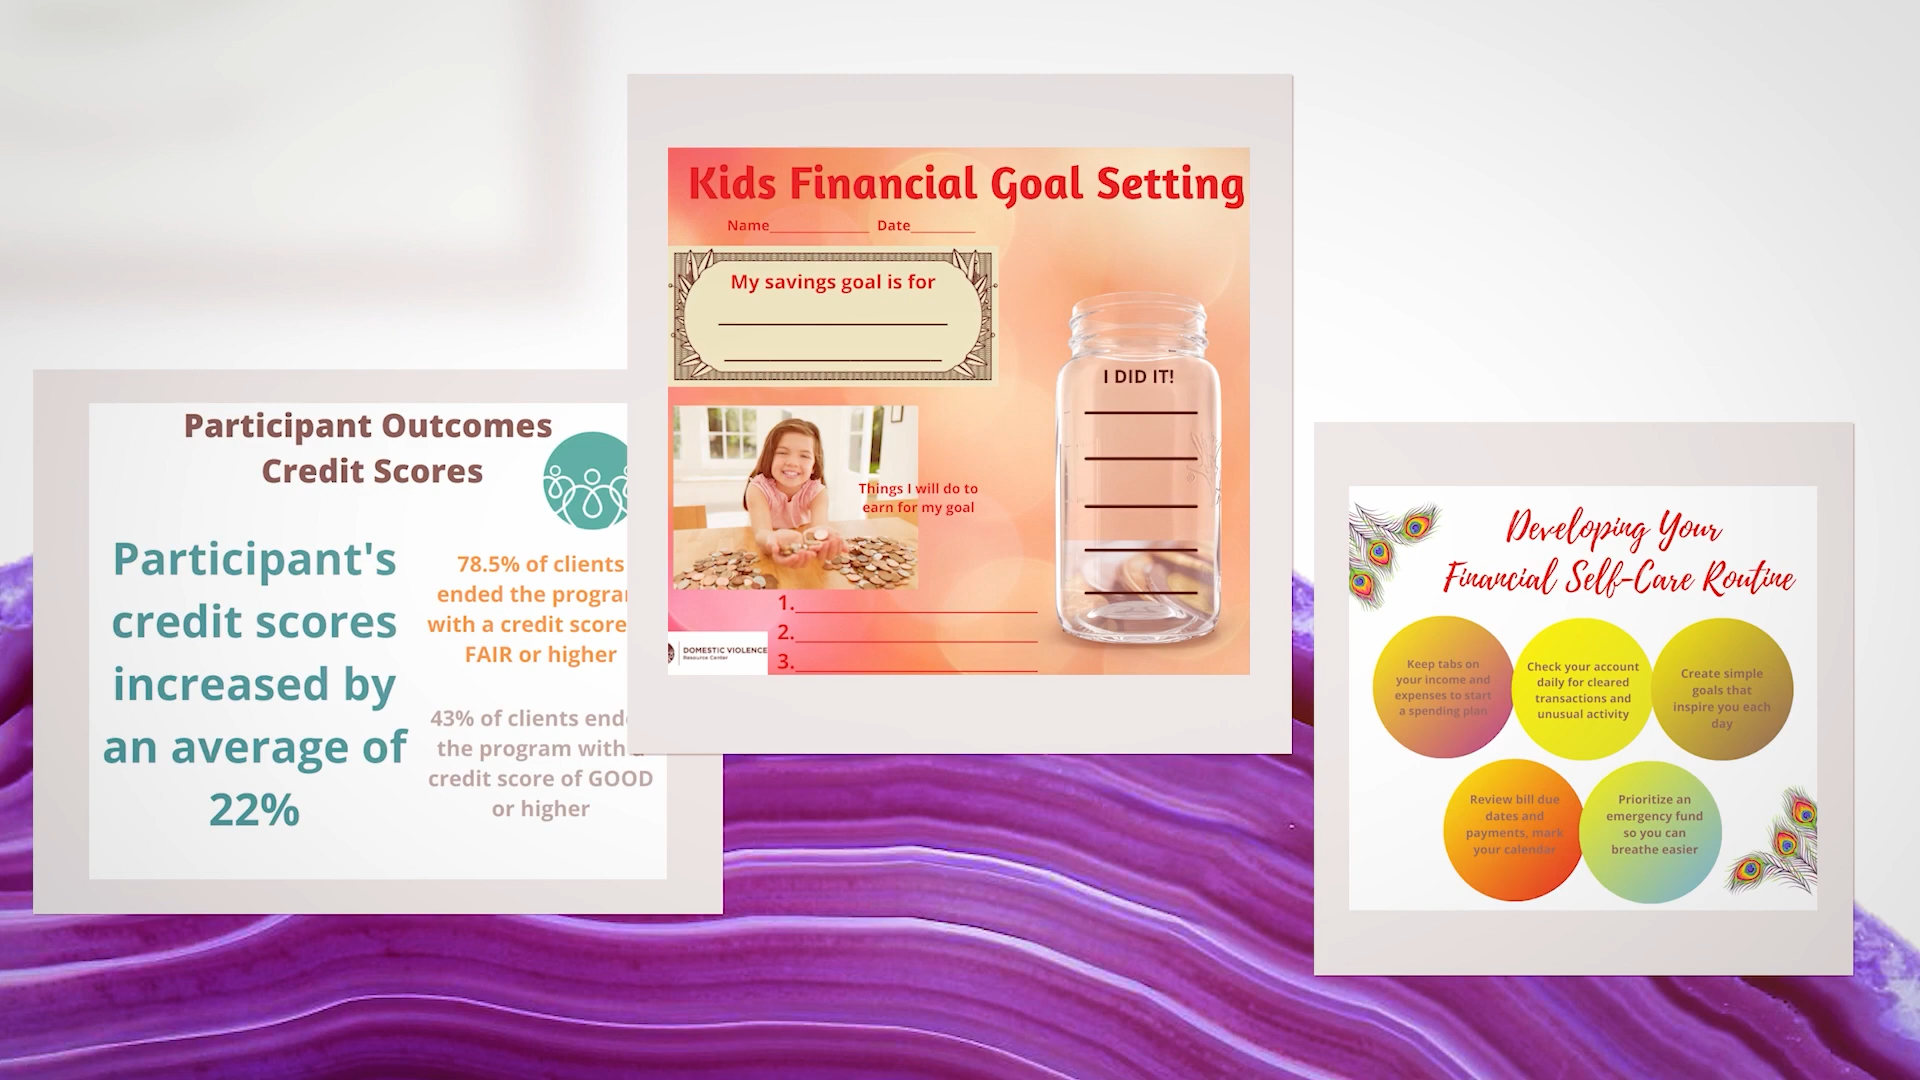 Participant Outcomes
Credit Scores
Participant's
credit scores
increased by
an average of
22%
78.5% of clients
ended the
with a credit score
FAIR or higher
43% of clients
the program with
credit score of GOOD
or higher
Kids Financial Goal Setting
Name Date
My savings goal is for
I DID IT!
Things I will do to
earn for my goal
1.
2.
3.
DOMESTIC VIOLENCE
Resource Center
Developing Your
Financial Self-Care Routine
Keep tabs on
your income and
expenses to start
a spending plan
Check your account
daily for cleared
transactions and
unusual activity
Create simple
goals that
inspire you each
day
Review bill due
dates and
payments, mark
your calendar
Prioritize an
emergency fund
so you can
breathe easier